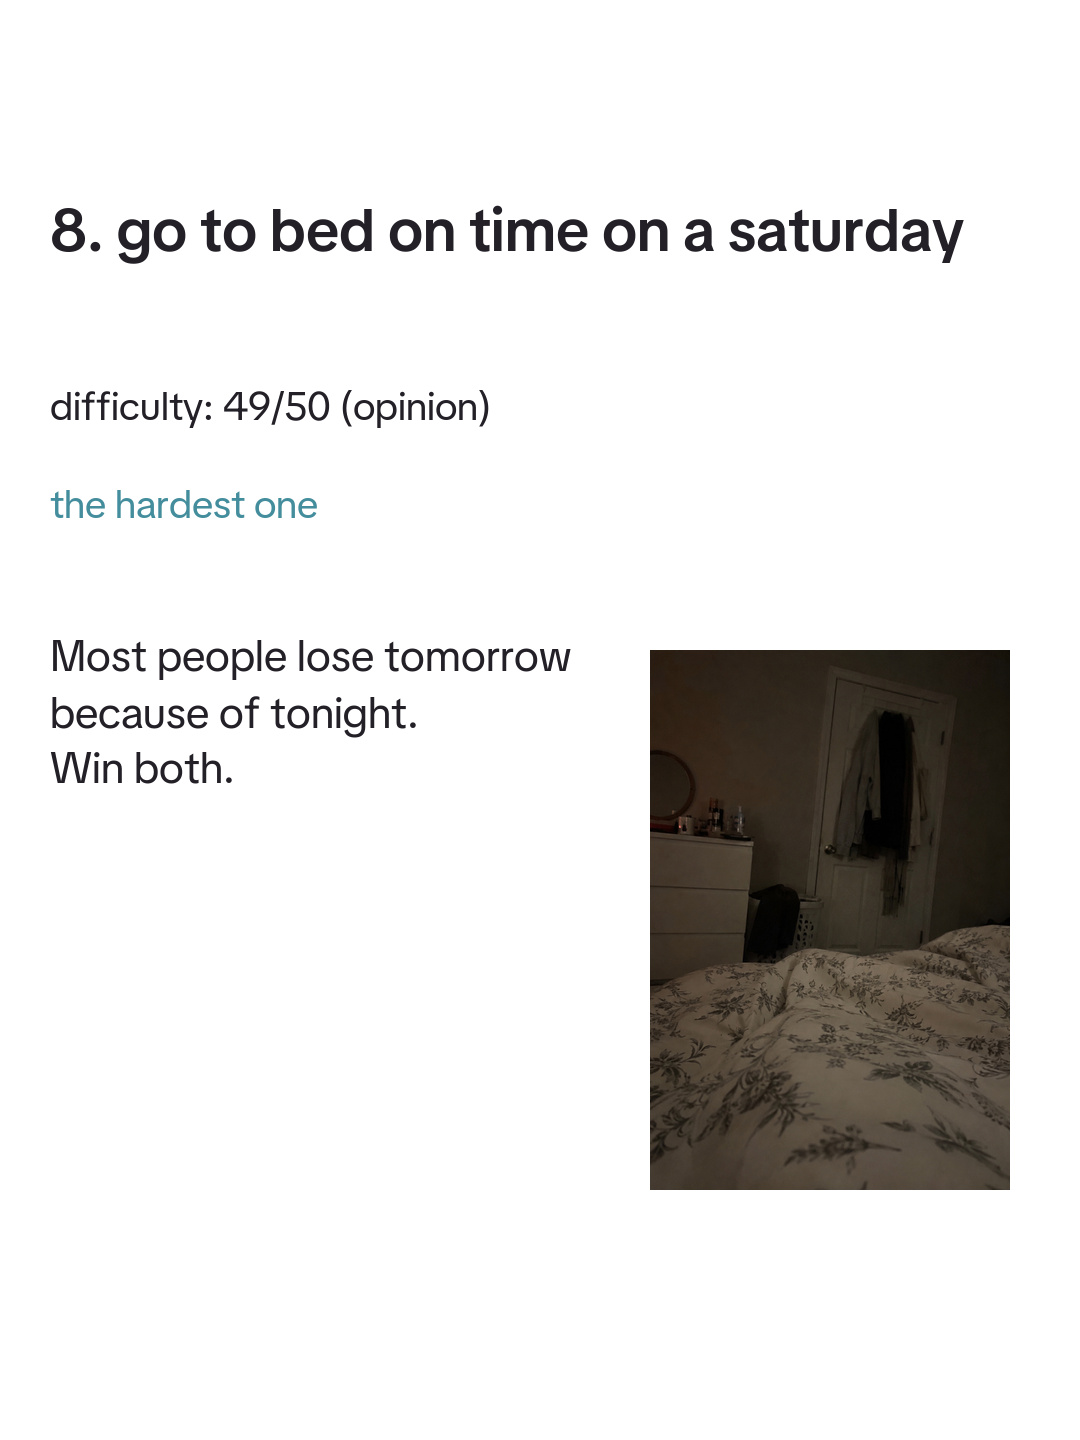 8. go to bed on time on a saturday
difficulty: 49/50 (opinion)
the hardest one
Most people lose tomorrow
because of tonight.
Win both.